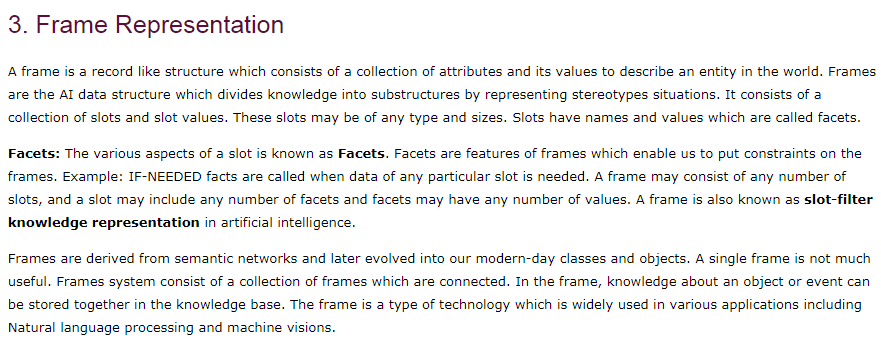 3. Frame Representation
A frame is a record like structure which consists of a collection of attributes and its values to describe an entity in the world. Frames
are the AI data structure which divides knowledge into substructures by representing stereotypes situations. It consists of a
collection of slots and slot values. These slots may be of any type and sizes. Slots have names and values which are called facets.
Facets: The various aspects of a slot is known as Facets. Facets are features of frames which enable us to put constraints on the
frames. Example: IF-NEEDED facts are called when data of any particular slot is needed. A frame may consist of any number of
slots, and a slot may include any number of facets and facets may have any number of values. A frame is also known as slot-filter
knowledge representation in artificial intelligence.
Frames are derived from semantic networks and later evolved into our modern-day classes and objects. A single frame is not much
useful. Frames system consist of a collection of frames which are connected. In the frame, knowledge about an object or event can
be stored together in the knowledge base. The frame is a type of technology which is widely used in various applications including
Natural language processing and machine visions.